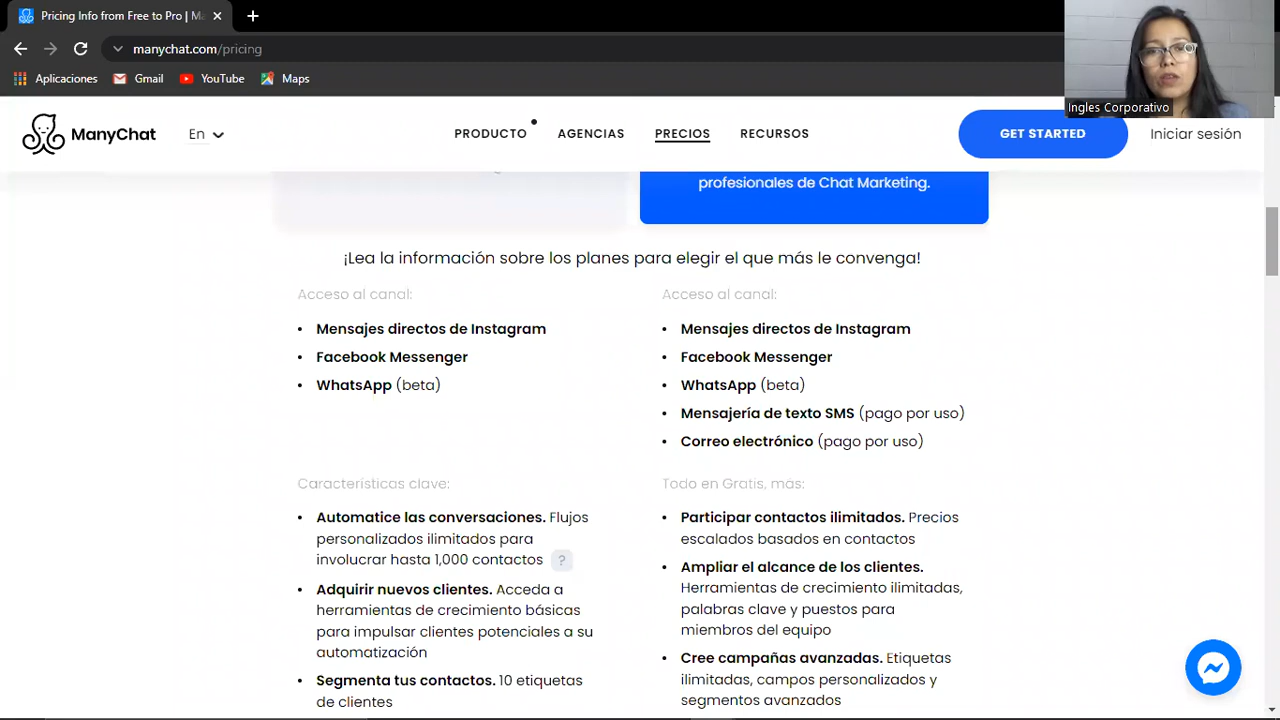 Pricing Info from Free to Pro | Ma
manychat.com/pricing
Aplicaciones
Gmail
YouTube
Maps
Ingles Corporativo
ManyChat
En
PRODUCTO
AGENCIAS
PRECIOS
RECURSOS
GET STARTED
Iniciar sesión
profesionales de Chat Marketing.
¡Lea la información sobre los planes para elegir el que más le convenga!
Acceso al canal:
• Mensajes directos de Instagram
• Facebook Messenger
• WhatsApp (beta)
Características clave:
• Automatice las conversaciones. Flujos
personalizados ilimitados para
involucrar hasta 1,000 contactos ?
• Adquirir nuevos clientes. Acceda a
herramientas de crecimiento básicas
para impulsar clientes potenciales a su
automatización
• Segmenta tus contactos. 10 etiquetas
de clientes
Acceso al canal:
• Mensajes directos de Instagram
• Facebook Messenger
• WhatsApp (beta)
• Mensajería de texto SMS (pago por uso)
• Correo electrónico (pago por uso)
Todo en Gratis, más:
• Participar contactos ilimitados. Precios
escalados basados en contactos
• Ampliar el alcance de los clientes.
Herramientas de crecimiento ilimitadas,
palabras clave y puestos para
miembros del equipo
• Cree campañas avanzadas. Etiquetas
ilimitadas, campos personalizados y
segmentos avanzados